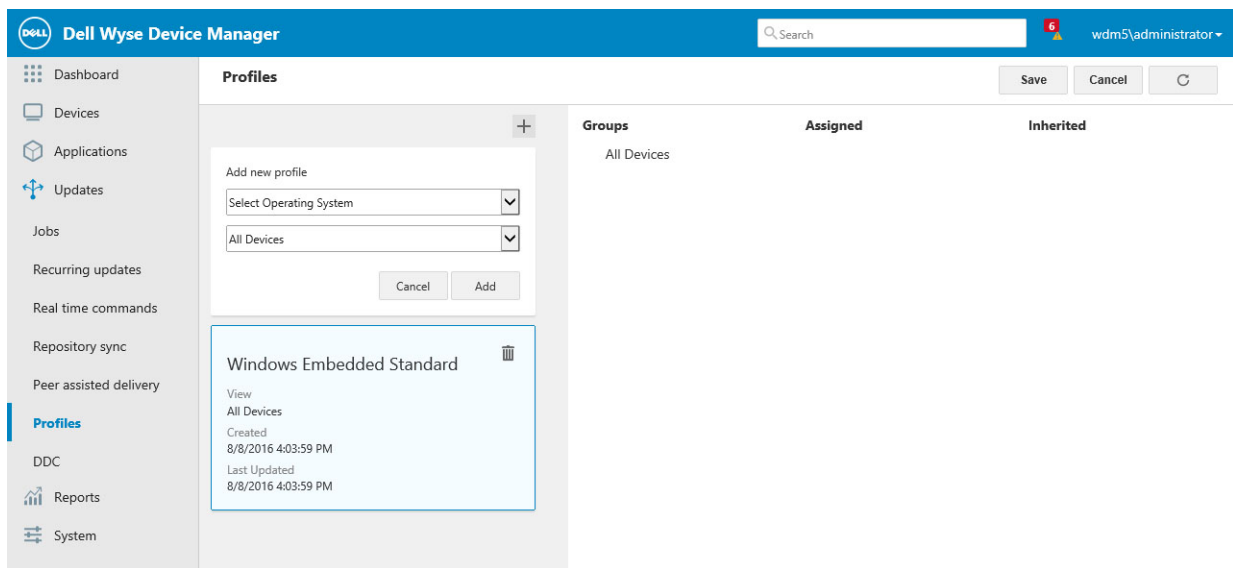 DELL
Dell Wyse Device Manager
Search
6
wdm5\administrator
Dashboard
Devices
Applications
Updates
Jobs
Recurring updates
Real time commands
Repository sync
Peer assisted delivery
Profiles
DDC
Reports
System
Profiles
Save
Cancel
Add new profile
Select Operating System
All Devices
Cancel
Add
Windows Embedded Standard
View
All Devices
Created
8/8/2016 4:03:59 PM
Last Updated
8/8/2016 4:03:59 PM
Groups
Assigned
Inherited
All Devices